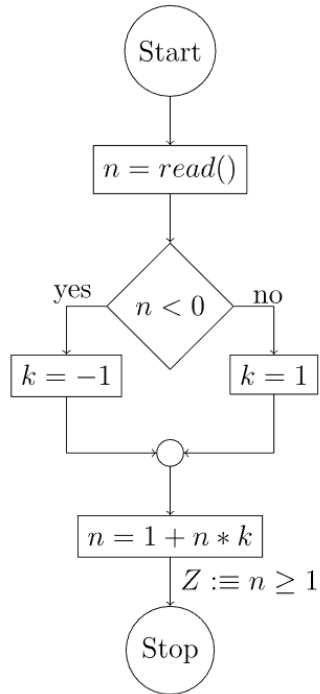 Start
n = read()
yes
n < 0
no
k = −1
k = 1
n = 1 + n ∗ k
Z :≡ n ≥ 1
Stop